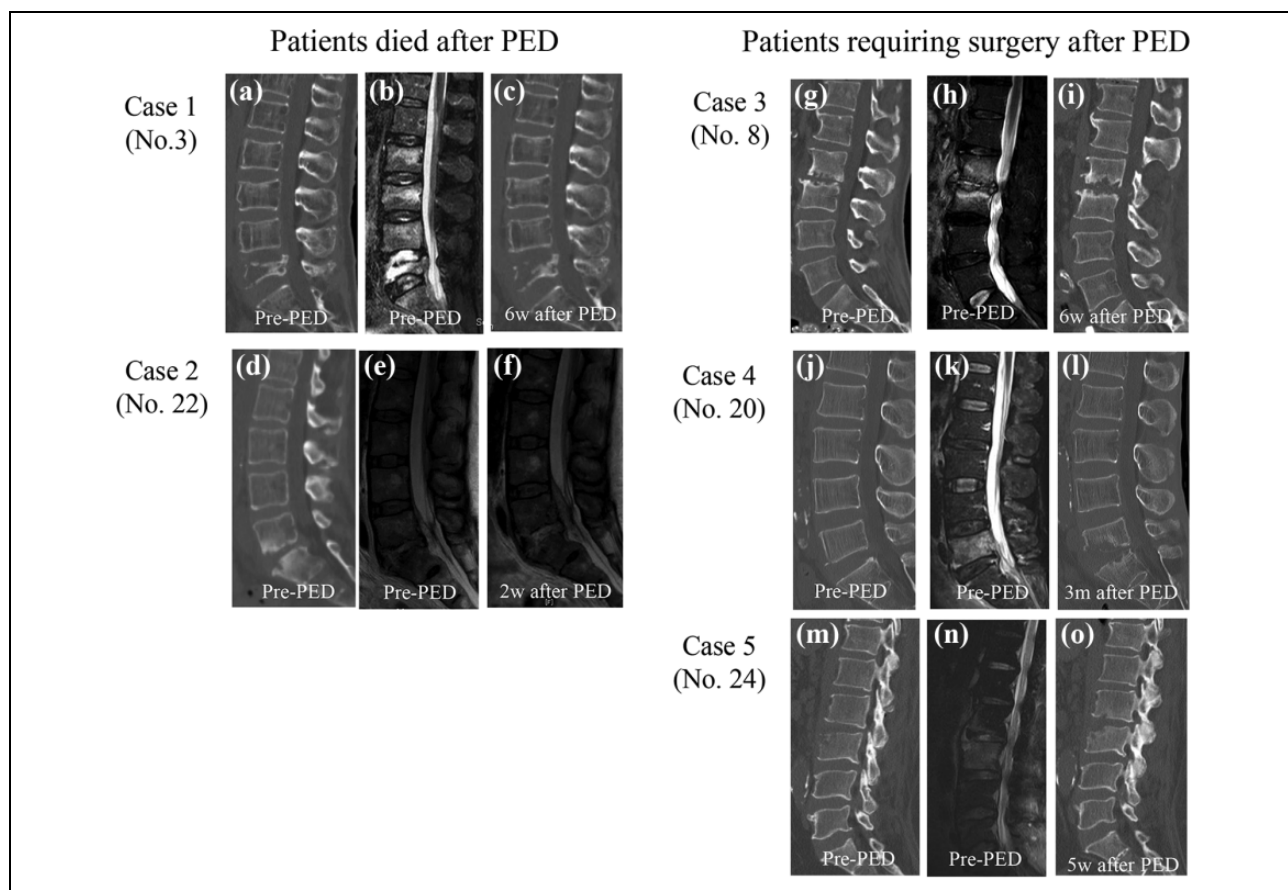 Patients died after PED
Case 1
(No.3)
(a)
Pre-PED
(b)
Pre-PED
(c)
6w after PED
Case 2
(No. 22)
(d)
Pre-PED
(e)
Pre-PED
(f)
2w after PED
Patients requiring surgery after PED
Case 3
(No. 8)
(g)
Pre-PED
(h)
Pre-PED
(i)
6w after PED
Case 4
(No. 20)
(j)
Pre-PED
(k)
Pre-PED
(l)
3m after PED
Case 5
(No. 24)
(m)
Pre-PED
(n)
Pre-PED
(o)
5w after PED